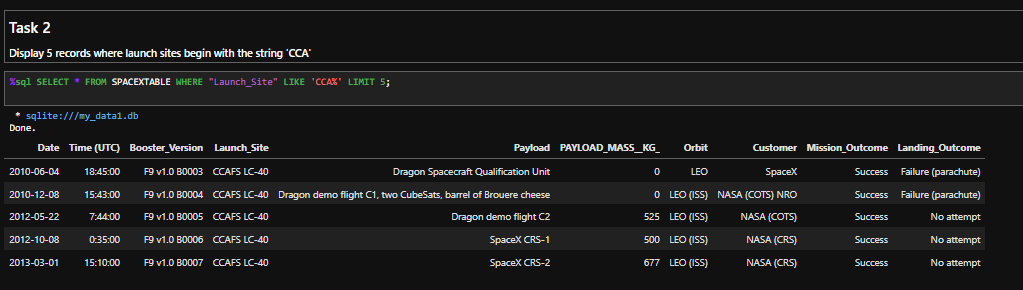 Task 2
Display 5 records where launch sites begin with the string 'CCA'
%sql SELECT * FROM SPACEXTABLE WHERE "Launch_Site" LIKE 'CCA%' LIMIT 5;
* sqlite:///my_data1.db
Done.
Date Time (UTC) Booster_Version Launch_Site Payload PAYLOAD_MASS__KG_ Orbit Customer Mission_Outcome Landing_Outcome
2010-06-04 18:45:00 F9 v1.0 B0003 CCAFS LC-40 Dragon Spacecraft Qualification Unit 0 LEO SpaceX Success Failure (parachute)
2010-12-08 15:43:00 F9 v1.0 B0004 CCAFS LC-40 Dragon demo flight C1, two CubeSats, barrel of Brouere cheese 0 LEO (ISS) NASA (COTS) NRO Success Failure (parachute)
2012-05-22 7:44:00 F9 v1.0 B0005 CCAFS LC-40 Dragon demo flight C2 525 LEO (ISS) NASA (COTS) Success No attempt
2012-10-08 0:35:00 F9 v1.0 B0006 CCAFS LC-40 SpaceX CRS-1 500 LEO (ISS) NASA (CRS) Success No attempt
2013-03-01 15:10:00 F9 v1.0 B0007 CCAFS LC-40 SpaceX CRS-2 677 LEO (ISS) NASA (CRS) Success No attempt